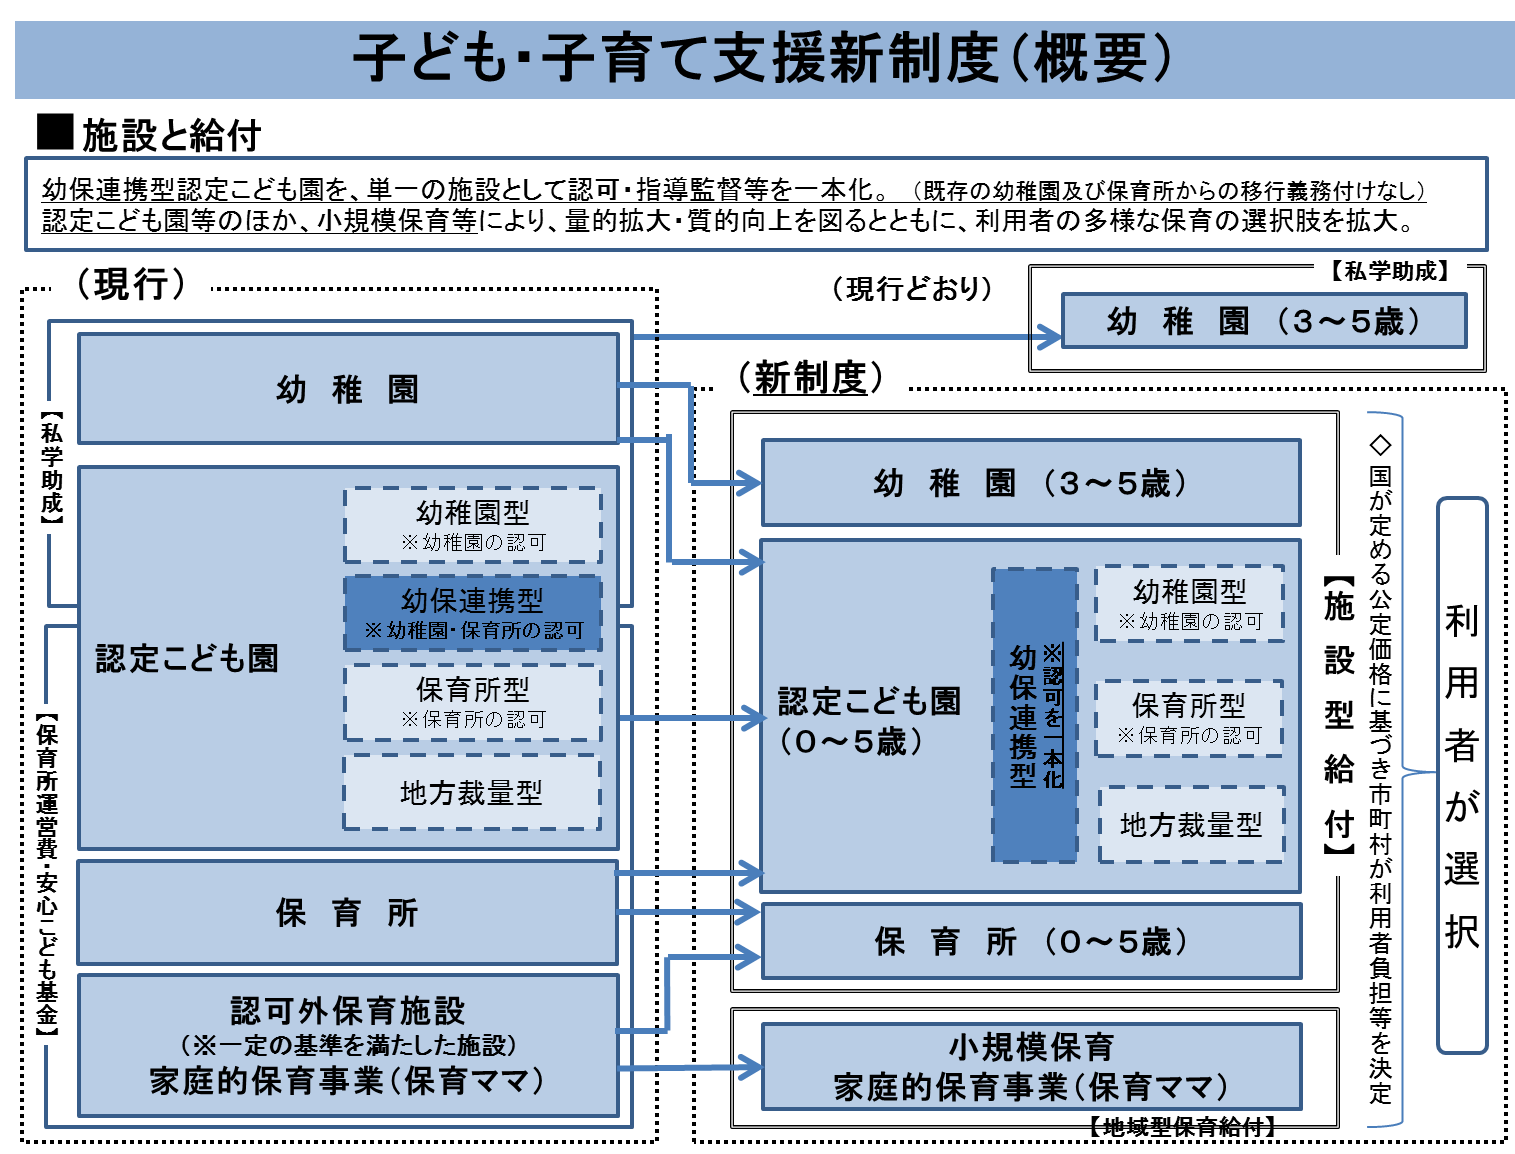 子ども・子育て支援新制度（概要）
■施設と給付
幼保連携型認定こども園を、単一の施設として認可・指導監督等を一本化。（既存の幼稚園及び保育所からの移行義務付けなし）
認定こども園等のほか、小規模保育等により、量的拡大・質的向上を図るとともに、利用者の多様な保育の選択肢を拡大。
（現行）
【私学助成】
幼　稚　園
認定こども園
幼稚園型
※幼稚園の認可
幼保連携型
※幼稚園・保育所の認可
保育所型
※保育所の認可
地方裁量型
【保育所運営費・安心こども基金】
保　育　所
認可外保育施設
（※一定の基準を満たした施設）
家庭的保育事業（保育ママ）
（現行どおり）
【私学助成】
幼　稚　園　（３～５歳）
（新制度）
幼　稚　園　（３～５歳）
認定こども園
（０～５歳）
幼保連携型
※認可を一本化
幼稚園型
※幼稚園の認可
保育所型
※保育所の認可
地方裁量型
保　育　所　（０～５歳）
【施設型給付】
小規模保育
家庭的保育事業（保育ママ）
【地域型保育給付】
◇国が定める公定価格に基づき市町村が利用者負担等を決定
利用者が選択